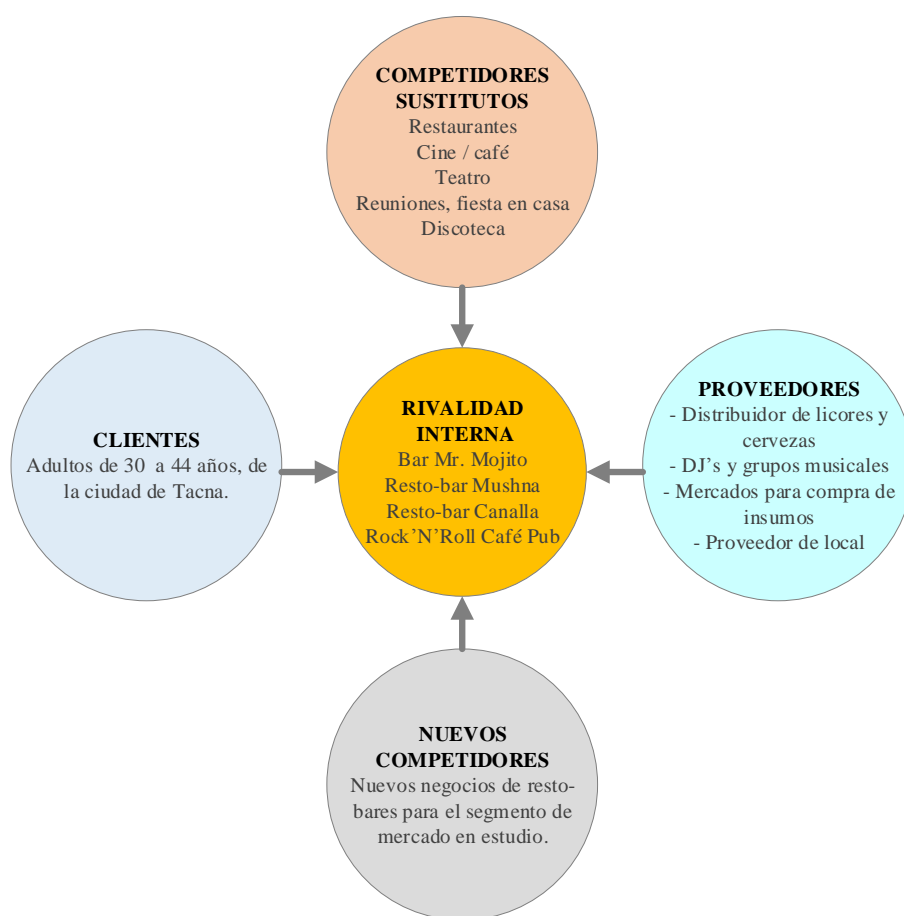 COMPETIDORES
SUSTITUTOS
Restaurantes
Cine / café
Teatro
Reuniones, fiesta en casa
Discoteca
CLIENTES
Adultos de 30 a 44 años, de
la ciudad de Tacna.
RIVALIDAD
INTERNA
Bar Mr. Mojito
Resto-bar Mushna
Resto-bar Canalla
Rock’N’Roll Café Pub
PROVEEDORES
- Distribuidor de licores y
cervezas
- DJ’s y grupos musicales
- Mercados para compra de
insumos
- Proveedor de local
NUEVOS
COMPETIDORES
Nuevos negocios de resto-
bares para el segmento de
mercado en estudio.